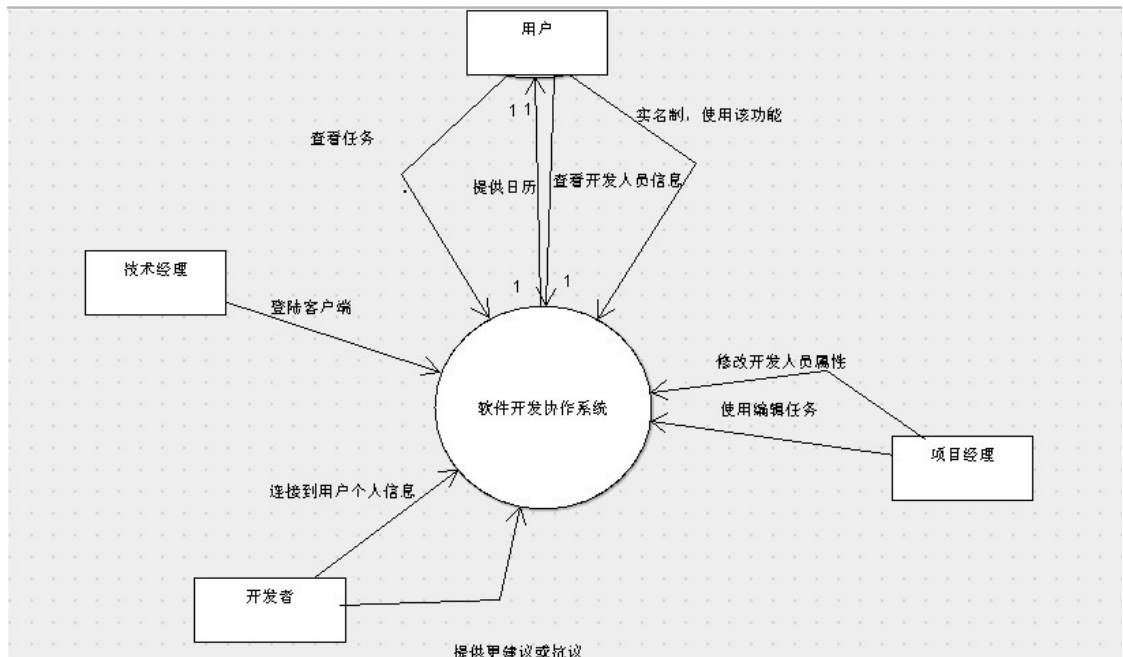 用户
1 1
实名制，使用该功能
查看任务
提供日历
查看开发人员信息
技术经理
1
1
登陆客户端
修改开发人员属性
软件开发协作系统
使用编辑任务
项目经理
连接到用户个人信息
开发者
提供更建议或抗议